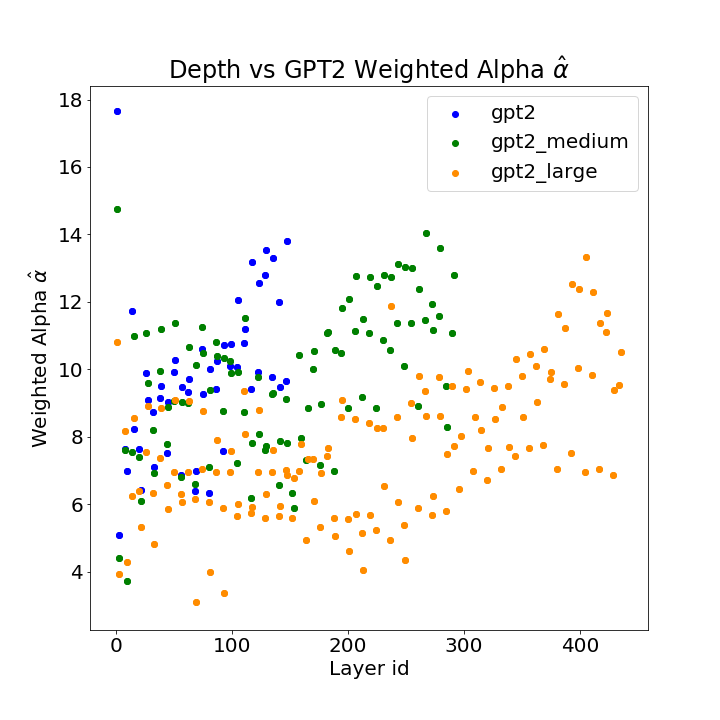 Depth vs GPT2 Weighted Alpha α̂
gpt2
gpt2_medium
gpt2_large
Weighted Alpha α̂
18
16
14
12
10
8
6
4
0 100 200 300 400
Layer id